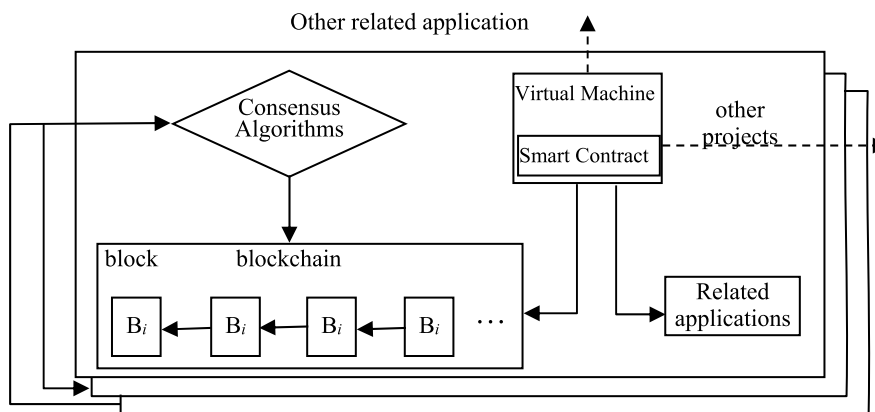 Other related application
Consensus
Algorithms
Virtual Machine
Smart Contract
other
projects
block
blockchain
Bi
Bi
Bi
Bi
...
Related
applications